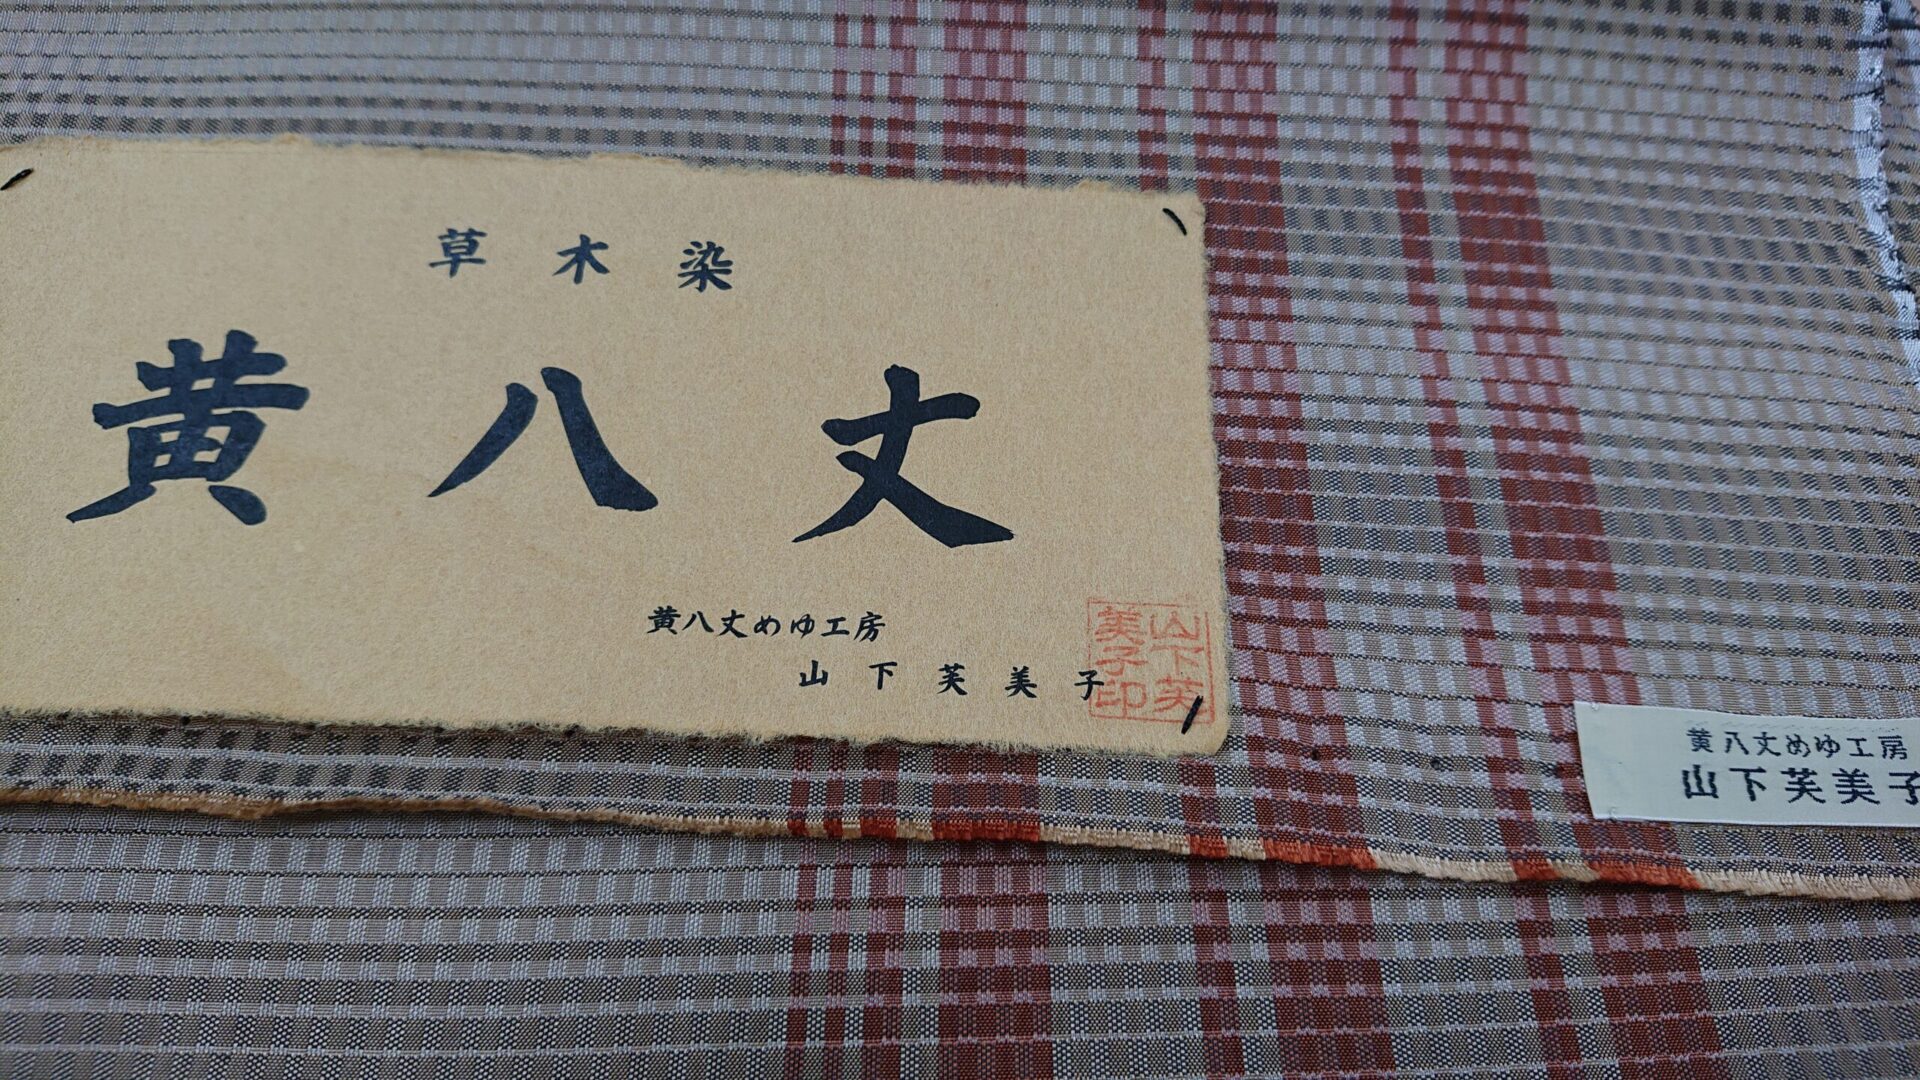 草木染
黄八丈
黄八丈めゆ工房
山下芙美子
山下芙
美子印
黄八丈めゆ工房
山下芙美子